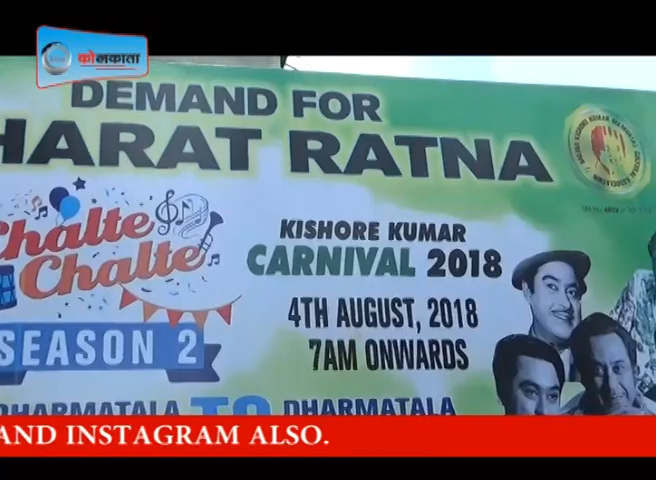 कोलकाता
DEMAND FOR
HARAT RATNA
Chalte
Chalte
SEASON 2
KISHORE KUMAR
CARNIVAL 2018
4TH AUGUST, 2018
7AM ONWARDS
DHARMATALA TO DHARMATALA
AND INSTAGRAM ALSO.